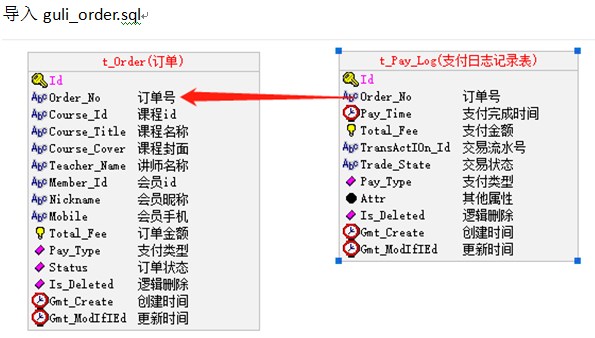 导入 guli_order.sql
t_Order(订单)
Id
Order_No 订单号
Course_Id 课程id
Course_Title 课程名称
Course_Cover 课程封面
Teacher_Name 讲师名称
Member_Id 会员id
Nickname 会员昵称
Mobile 会员手机
Total_Fee 订单金额
Pay_Type 支付类型
Status 订单状态
Is_Deleted 逻辑删除
Gmt_Create 创建时间
Gmt_ModIfIEd 更新时间
t_Pay_Log(支付日志记录表)
Id
Order_No 订单号
Pay_Time 支付完成时间
Total_Fee 支付金额
TransActIOn_Id 交易流水号
Trade_State 交易状态
Pay_Type 支付类型
Attr 其他属性
Is_Deleted 逻辑删除
Gmt_Create 创建时间
Gmt_ModIfIEd 更新时间